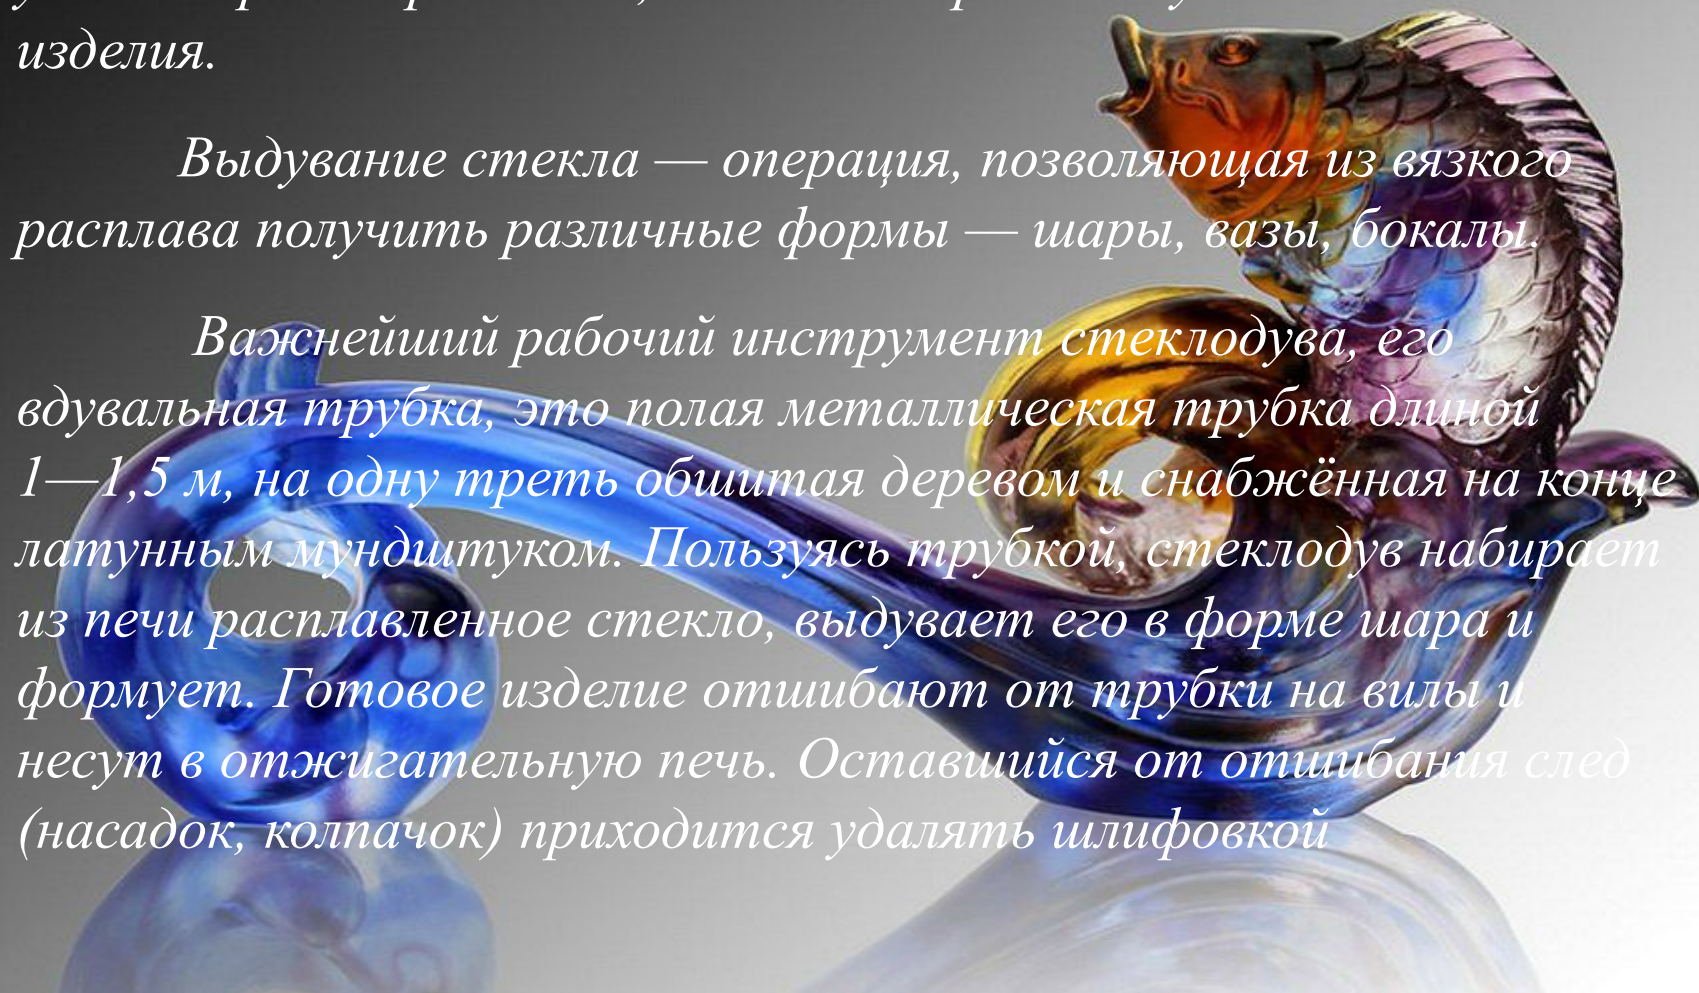 изделия.
Выдувание стекла — операция, позволяющая из вязкого
расплава получить различные формы — шары, вазы, бокалы.
Важнейший рабочий инструмент стеклодува, его
вдувальная трубка, это полая металлическая трубка длиной
1—1,5 м, на одну треть обшитая деревом и снабжённая на конце
латунным мундштуком. Пользуясь трубкой, стеклодув набирает
из печи расплавленное стекло, выдувает его в форме шара и
формует. Готовое изделие отшибают от трубки на вилы и
несут в отжигательную печь. Оставшийся от отшибания след
(насадок, колпачок) приходится удалять шлифовкой